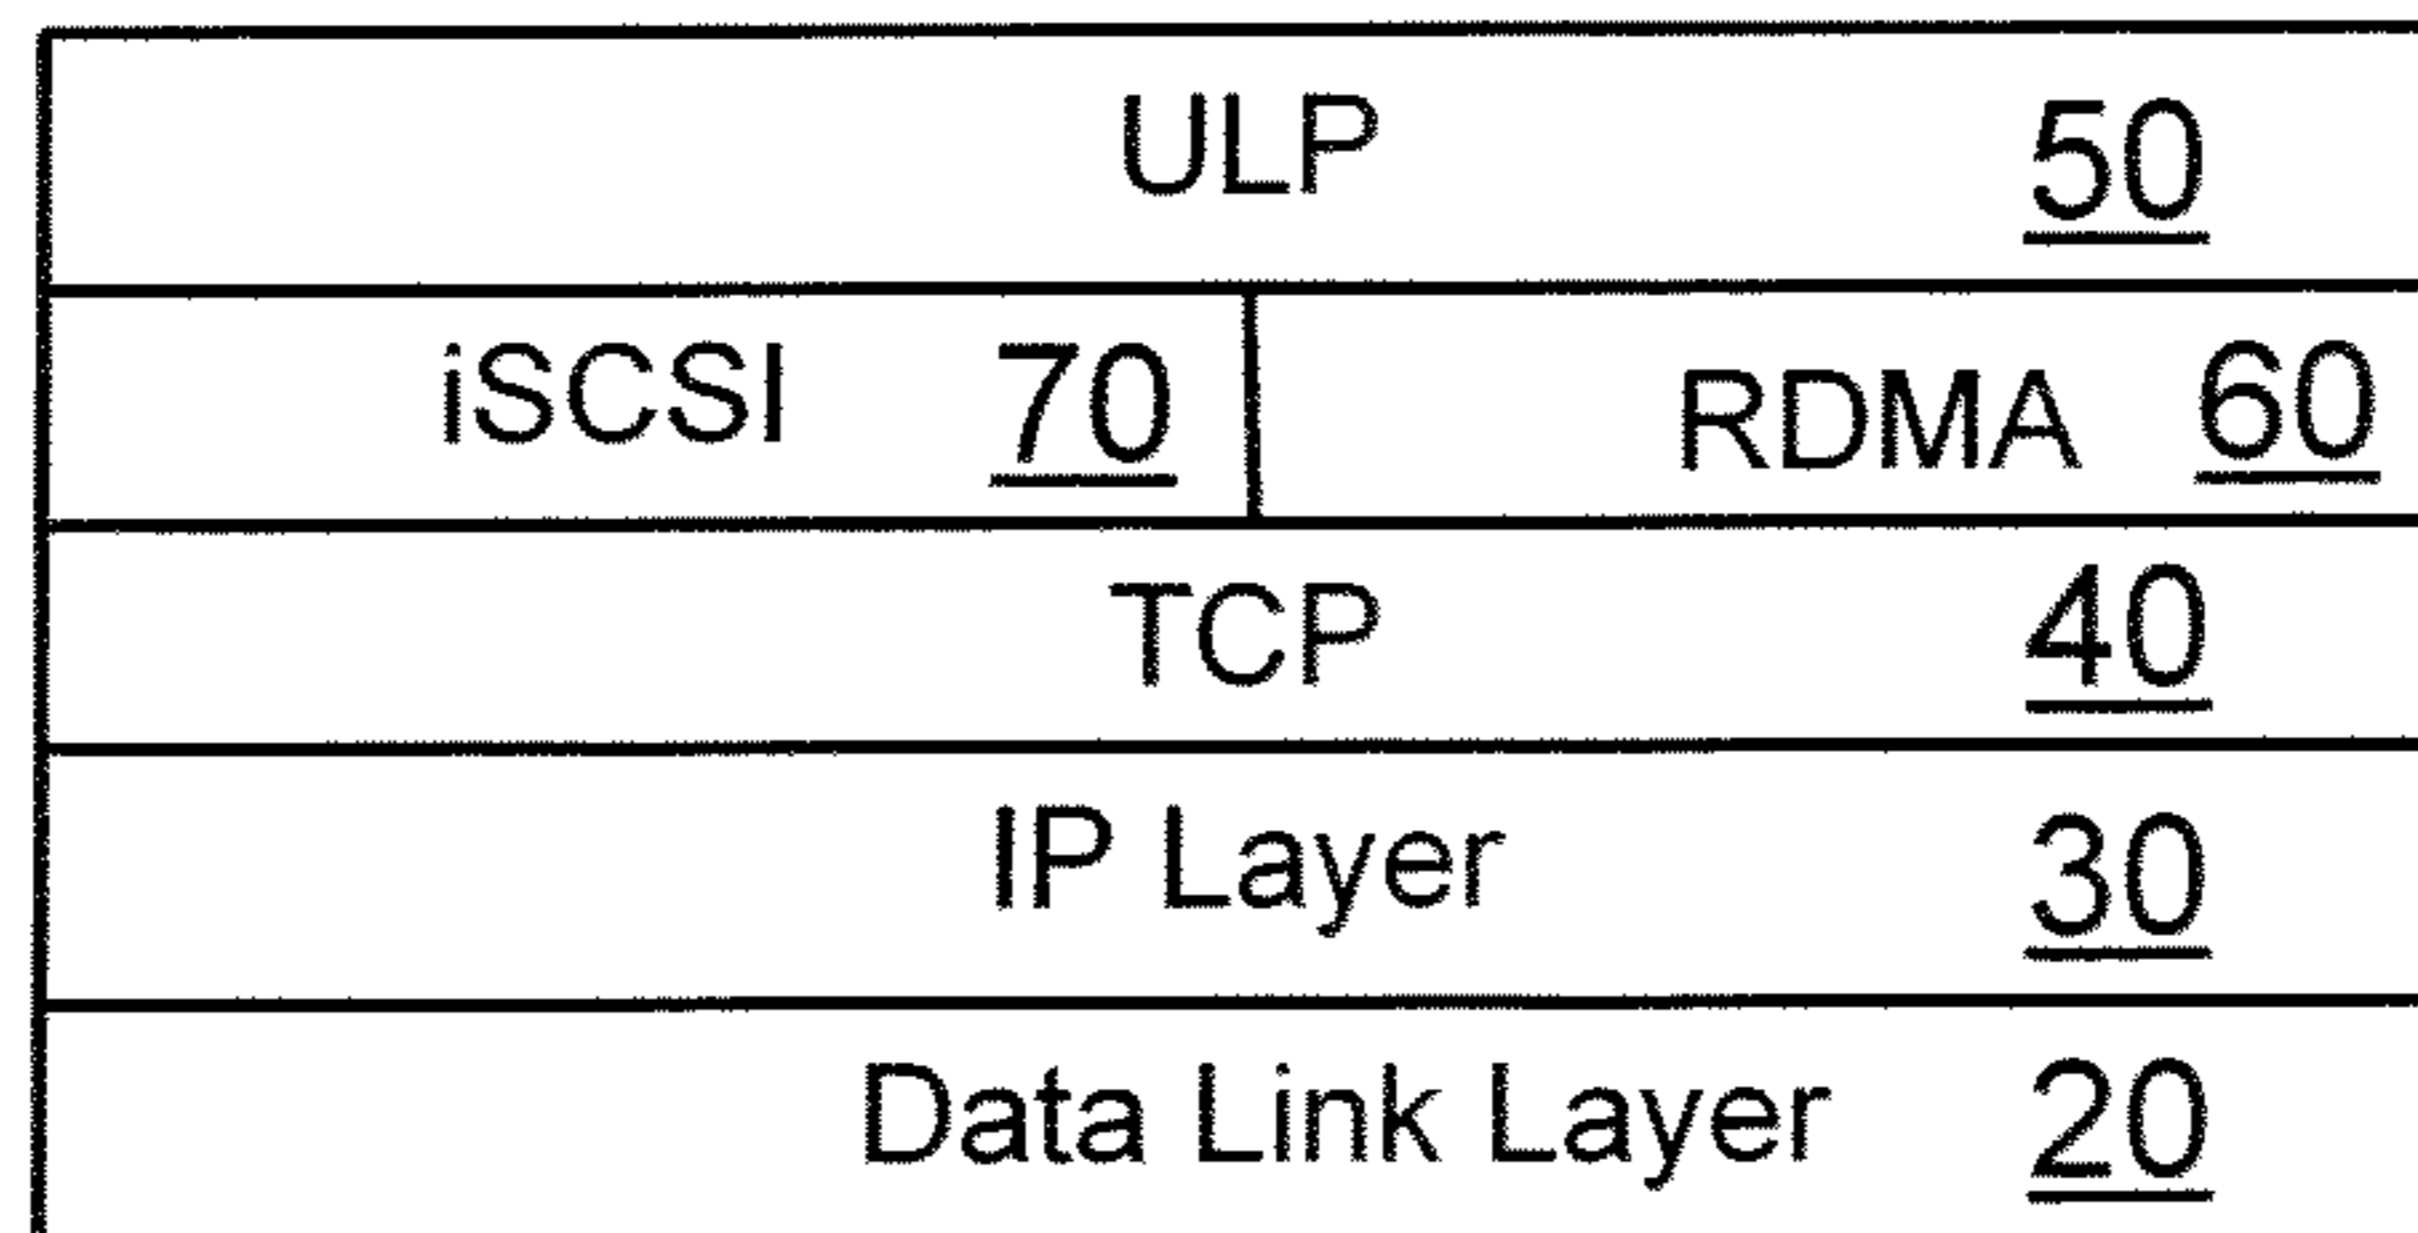 ULP 50
iSCSI 70 RDMA 60
TCP 40
IP Layer 30
Data Link Layer 20